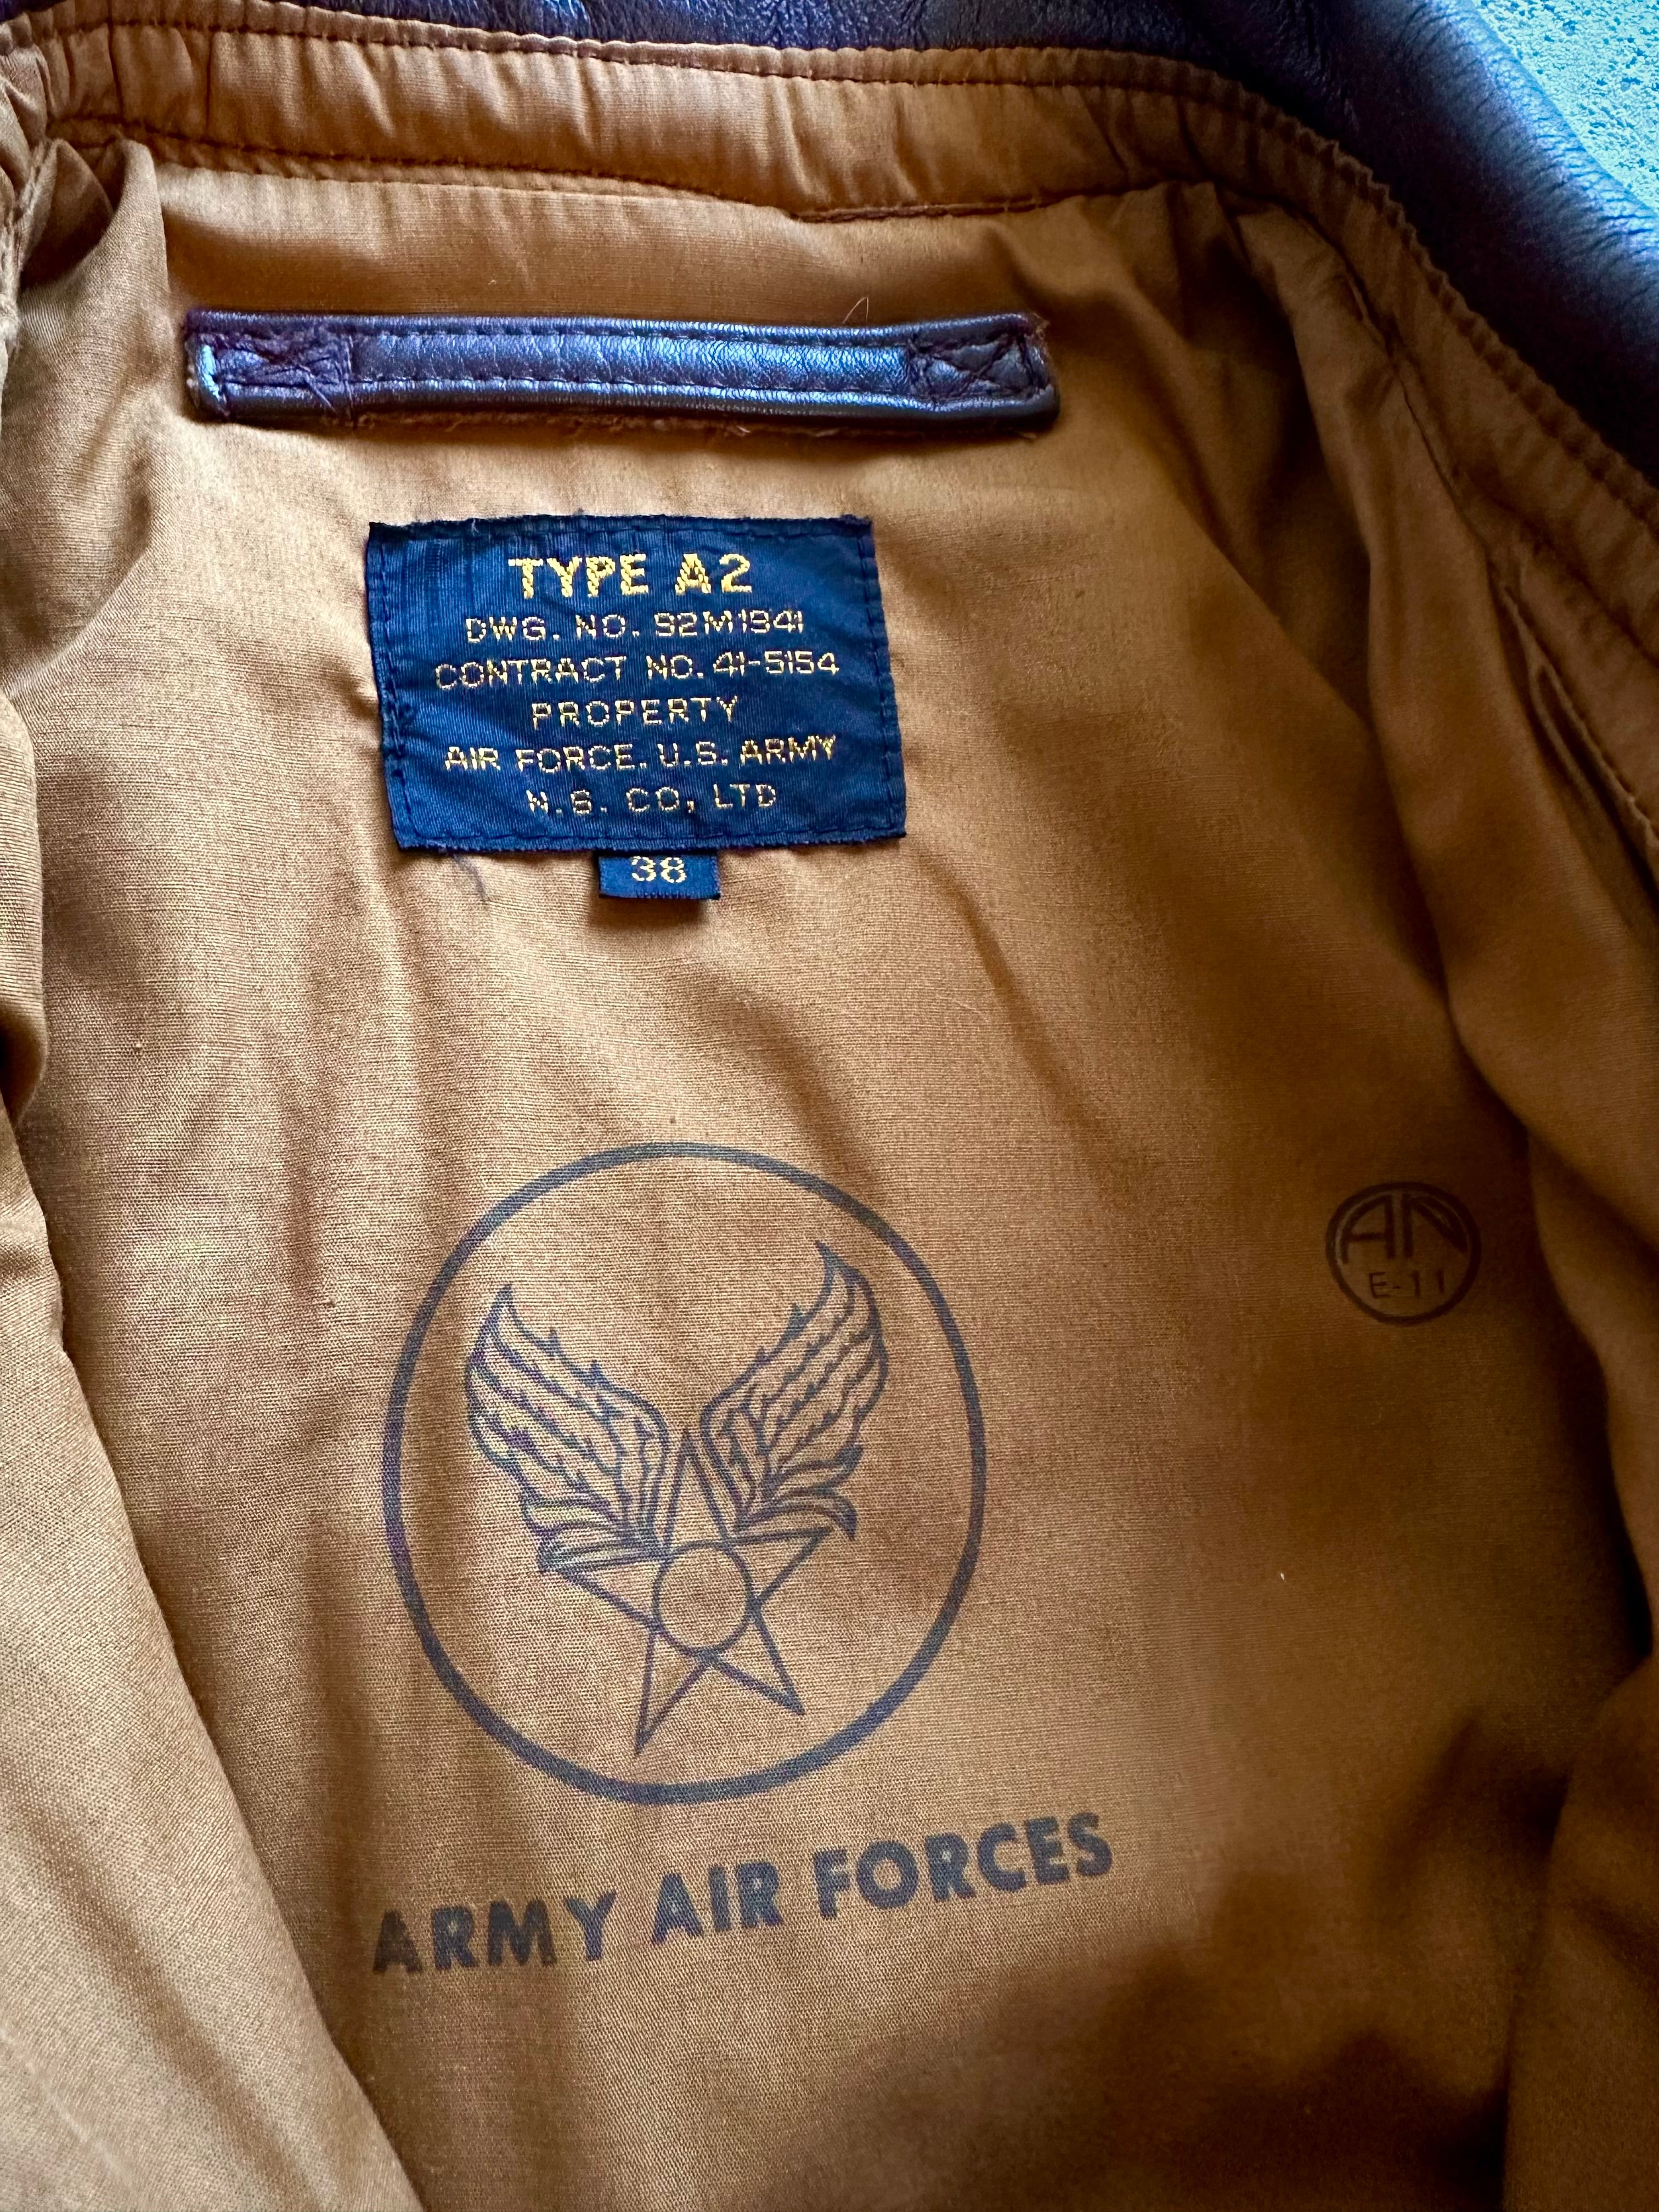 TYPE A2
DWG. NO. 92M1941
CONTRACT NO. 41-5154
PROPERTY
AIR FORCE. U.S. ARMY
N.S. CO, LTD
38
AN
E-11
ARMY AIR FORCES